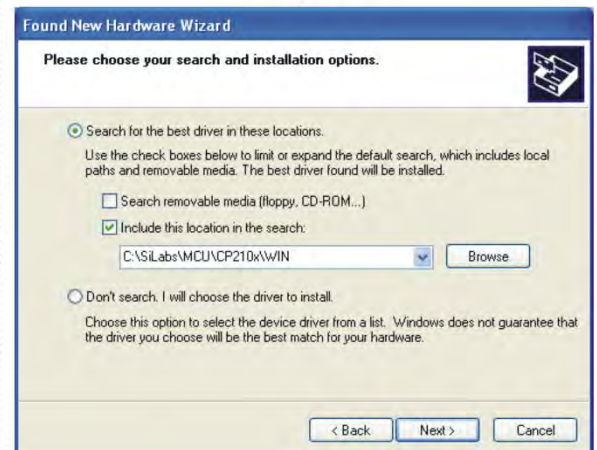 Found New Hardware Wizard
Please choose your search and installation options.
Search for the best driver in these locations.
Use the check boxes below to limit or expand the default search, which includes local
paths and removable media. The best driver found will be installed.
Search removable media (floppy, CD-ROM...)
Include this location in the search:
C:\SiLabs\MCU\CP210x\WIN
Browse
Don't search. I will choose the driver to install.
Choose this option to select the device driver from a list. Windows does not guarantee that
the driver you choose will be the best match for your hardware.
< Back Next > Cancel